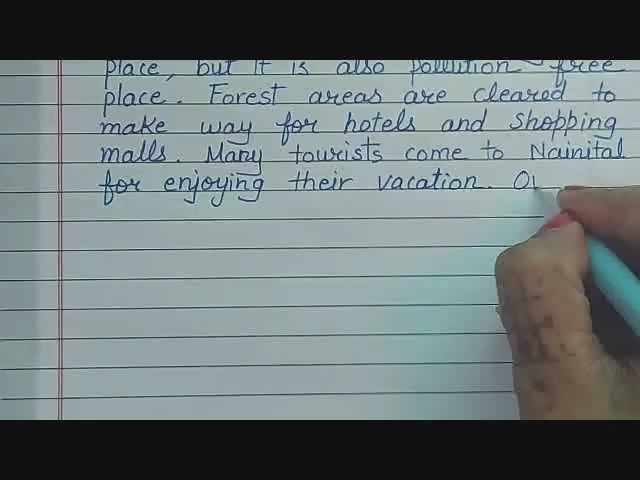 place, but it is also pollution-free
place. Forest areas are cleared to
make way for hotels and shopping
malls. Many tourists come to Nainital
for enjoying their vacation.